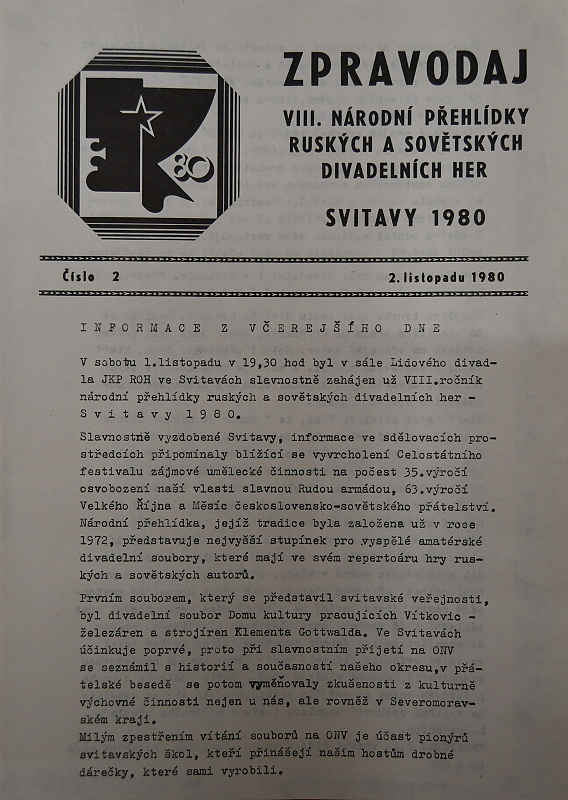 80
ZPRAVODAJ
VIII. NÁRODNÍ PŘEHLÍDKY
RUSKÝCH A SOVĚTSKÝCH
DIVADELNÍCH HER
SVITAVY 1980
Číslo 2
2. listopadu 1980
INFORMACE Z VČEREJŠÍHO DNE
V sobotu 1.listopadu v 19,30 hod byl v sále Lidového divad-
la JKP ROH ve Svitavách slavnostně zahájen už VIII.ročník
národní přehlídky ruských a sovětských divadelních her -
Svitavy 1980.
Slavnostně vyzdobené Svitavy, informace ve sdělovacích pro-
středcích připomínaly blížící se vyvrcholení Celostátního
festivalu zájmové umělecké činnosti na počest 35.výročí
osvobození naší vlasti slavnou Rudou armádou, 63.výročí
Velkého Října a Měsíc československo-sovětského přátelství.
Národní přehlídka, jejíž tradice byla založena už v roce
1972, představuje nejvyšší stupínek pro vyspělé amatérské
divadelní soubory, které mají ve svém repertoáru hry rus-
kých a sovětských autorů.
Prvním souborem, který se představil svitavské veřejnosti,
byl divadelní soubor Domu kultury pracujících Vítkovic -
železáren a strojíren Klementa Gottwalda. Ve Svitavách
účinkuje poprvé, proto při slavnostním přijetí na ONV
se seznámil s historií a současností našeho okresu,v přá-
telské besedě se potom vyměňovaly zkušenosti z kulturně
výchovné činnosti nejen u nás, ale rovněž v Severomorav-
ském kraji.
Milým zpestřením vítání souborů na ONV je účast pionýrů
svitavských škol, kteří přinášejí našim hostům drobné
dárečky, které sami vyrobili.